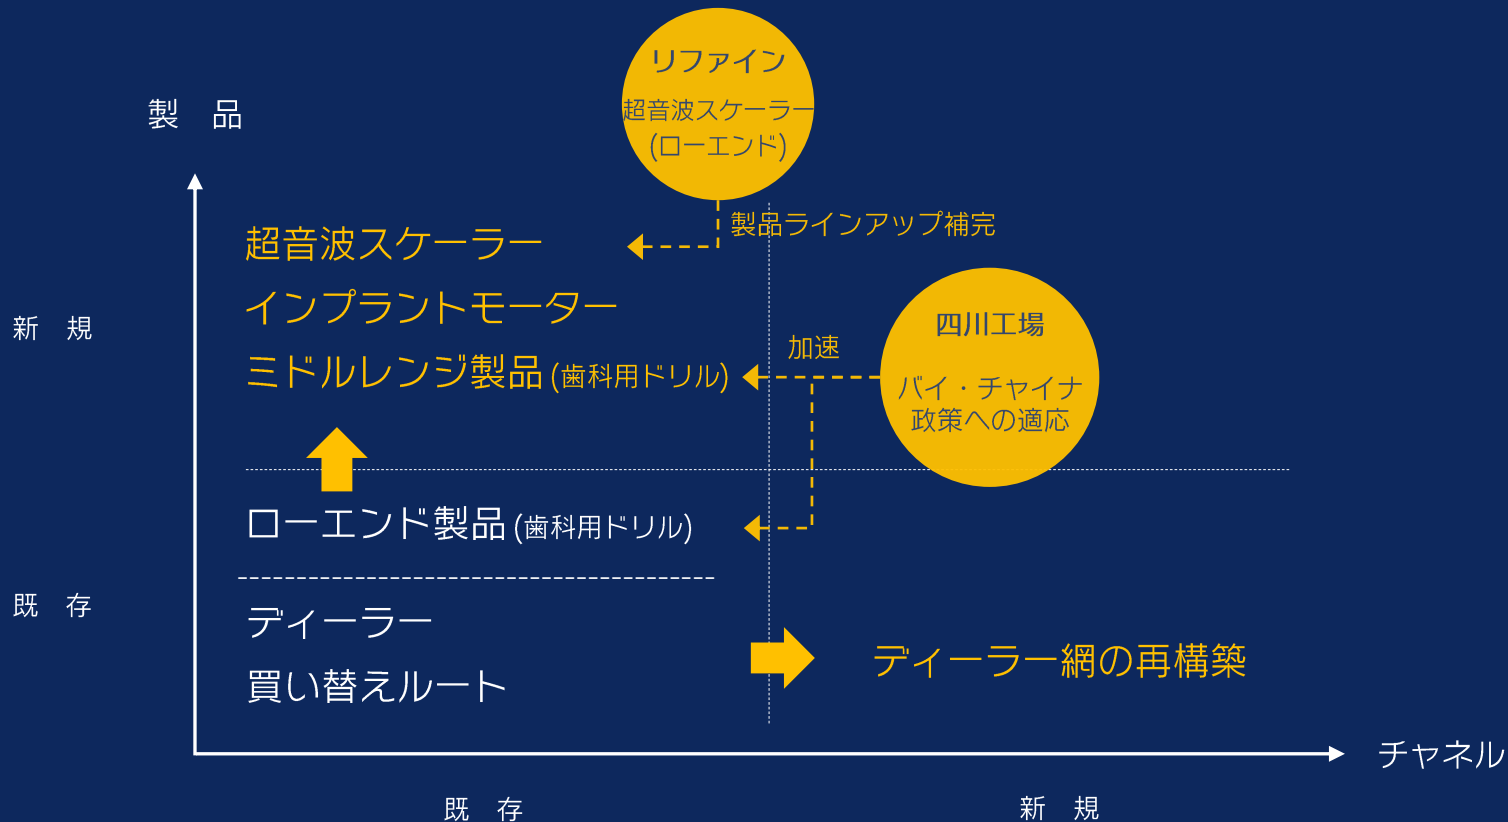 リファイン
超音波スケーラー
(ローエンド)
製　品
製品ラインアップ補完
超音波スケーラー
インプラントモーター
ミドルレンジ製品 (歯科用ドリル)
新　規
加速
四川工場
バイ・チャイナ
政策への適応
ローエンド製品 (歯科用ドリル)
既　存
ディーラー
買い替えルート
ディーラー網の再構築
チャネル
既　存
新　規